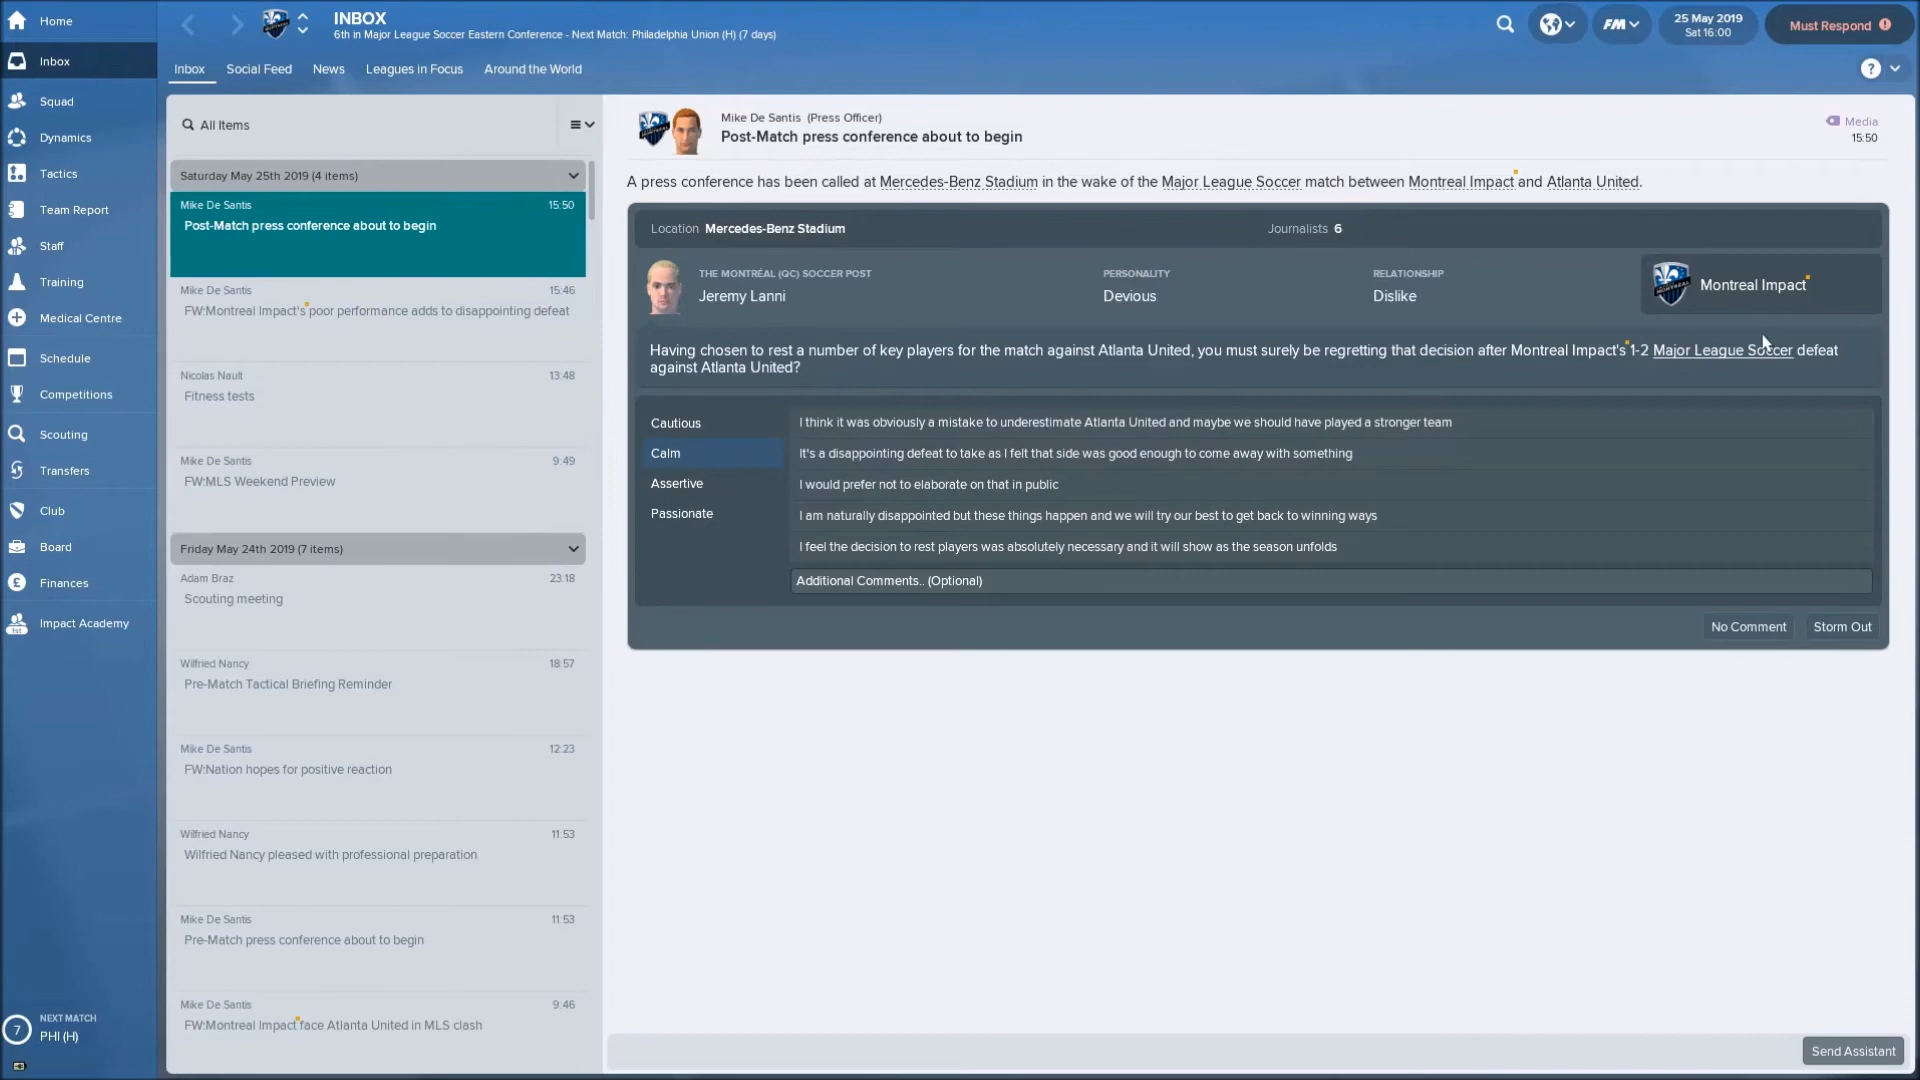 Home
Inbox
Squad
Dynamics
Tactics
Team Report
Staff
Training
Medical Centre
Schedule
Competitions
Scouting
Transfers
Club
Board
Finances
Impact Academy
7
NEXT MATCH
PHI (H)
INBOX
6th in Major League Soccer Eastern Conference - Next Match: Philadelphia Union (H) (7 days)
FM
25 May 2019
Sat 16:00
Must Respond
Inbox
Social Feed
News
Leagues in Focus
Around the World
?
All Items
Saturday May 25th 2019 (4 items)
Mike De Santis 15:50
Post-Match press conference about to begin
Mike De Santis 15:46
FW:Montreal Impact's poor performance adds to disappointing defeat
Nicolas Nault 13:48
Fitness tests
Mike De Santis 9:49
FW:MLS Weekend Preview
Friday May 24th 2019 (7 items)
Adam Braz 23:18
Scouting meeting
Wilfried Nancy 18:57
Pre-Match Tactical Briefing Reminder
Mike De Santis 12:23
FW:Nation hopes for positive reaction
Wilfried Nancy 11:53
Wilfried Nancy pleased with professional preparation
Mike De Santis 11:53
Pre-Match press conference about to begin
Mike De Santis 9:46
FW:Montreal Impact face Atlanta United in MLS clash
Mike De Santis (Press Officer)
Post-Match press conference about to begin
Media
15:50
A press conference has been called at Mercedes-Benz Stadium in the wake of the Major League Soccer match between Montreal Impact and Atlanta United.
Location Mercedes-Benz Stadium
Journalists 6
THE MONTRÉAL (QC) SOCCER POST
Jeremy Lanni
PERSONALITY
Devious
RELATIONSHIP
Dislike
Montreal Impact
Having chosen to rest a number of key players for the match against Atlanta United, you must surely be regretting that decision after Montreal Impact's 1-2 Major League Soccer defeat
against Atlanta United?
Cautious
Calm
Assertive
Passionate
I think it was obviously a mistake to underestimate Atlanta United and maybe we should have played a stronger team
It's a disappointing defeat to take as I felt that side was good enough to come away with something
I would prefer not to elaborate on that in public
I am naturally disappointed but these things happen and we will try our best to get back to winning ways
I feel the decision to rest players was absolutely necessary and it will show as the season unfolds
Additional Comments.. (Optional)
No Comment
Storm Out
Send Assistant